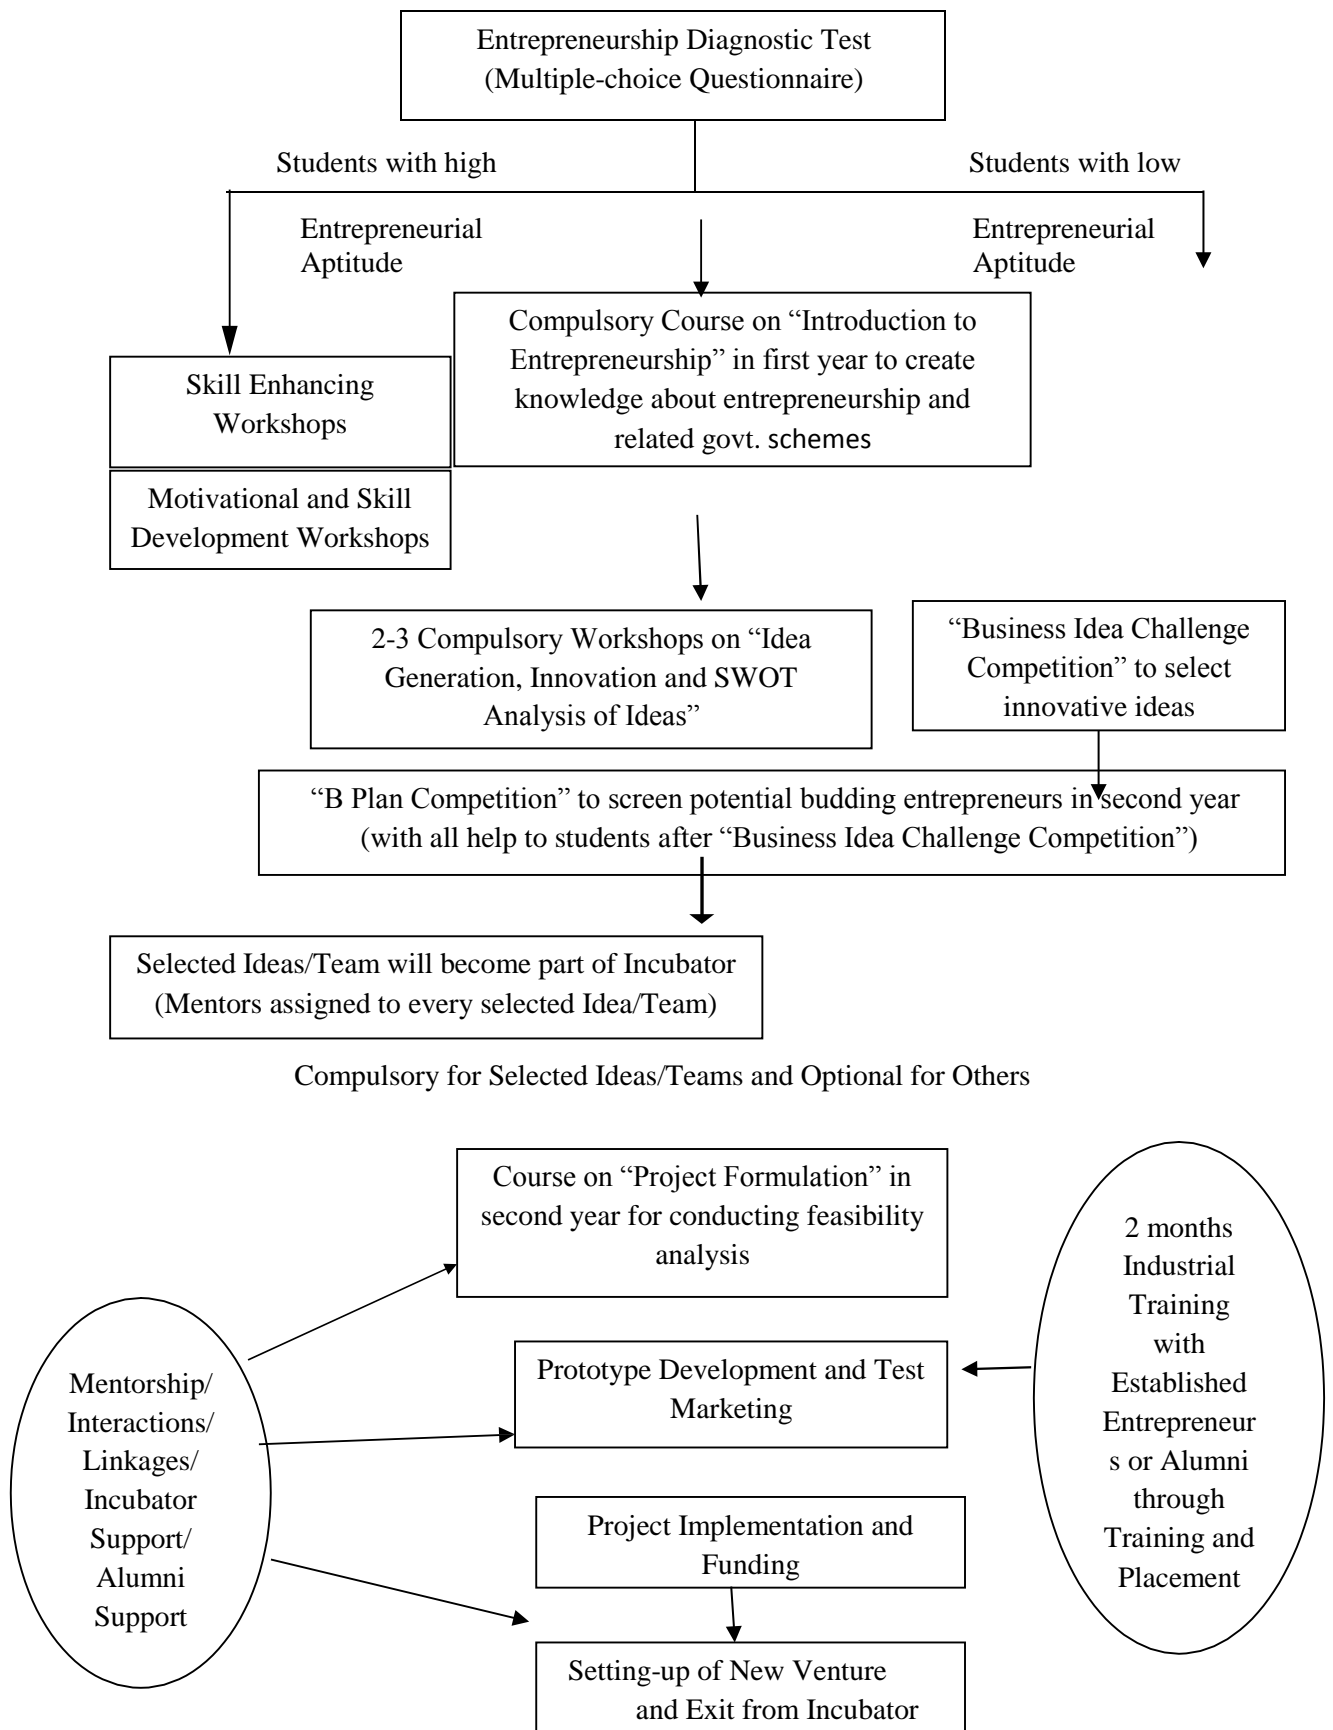 Entrepreneurship Diagnostic Test
(Multiple-choice Questionnaire)
Students with high
Students with low
Entrepreneurial
Aptitude
Entrepreneurial
Aptitude
Compulsory Course on “Introduction to
Entrepreneurship” in first year to create
knowledge about entrepreneurship and
related govt. schemes
Skill Enhancing
Workshops
Motivational and Skill
Development Workshops
2-3 Compulsory Workshops on “Idea
Generation, Innovation and SWOT
Analysis of Ideas”
“Business Idea Challenge
Competition” to select
innovative ideas
“B Plan Competition” to screen potential budding entrepreneurs in second year
(with all help to students after “Business Idea Challenge Competition”)
Selected Ideas/Team will become part of Incubator
(Mentors assigned to every selected Idea/Team)
Compulsory for Selected Ideas/Teams and Optional for Others
Course on “Project Formulation” in
second year for conducting feasibility
analysis
2 months
Industrial
Training
with
Established
Entrepreneur
s or Alumni
through
Training and
Placement
Mentorship/
Interactions/
Linkages/
Incubator
Support/
Alumni
Support
Prototype Development and Test
Marketing
Project Implementation and
Funding
Setting-up of New Venture
and Exit from Incubator